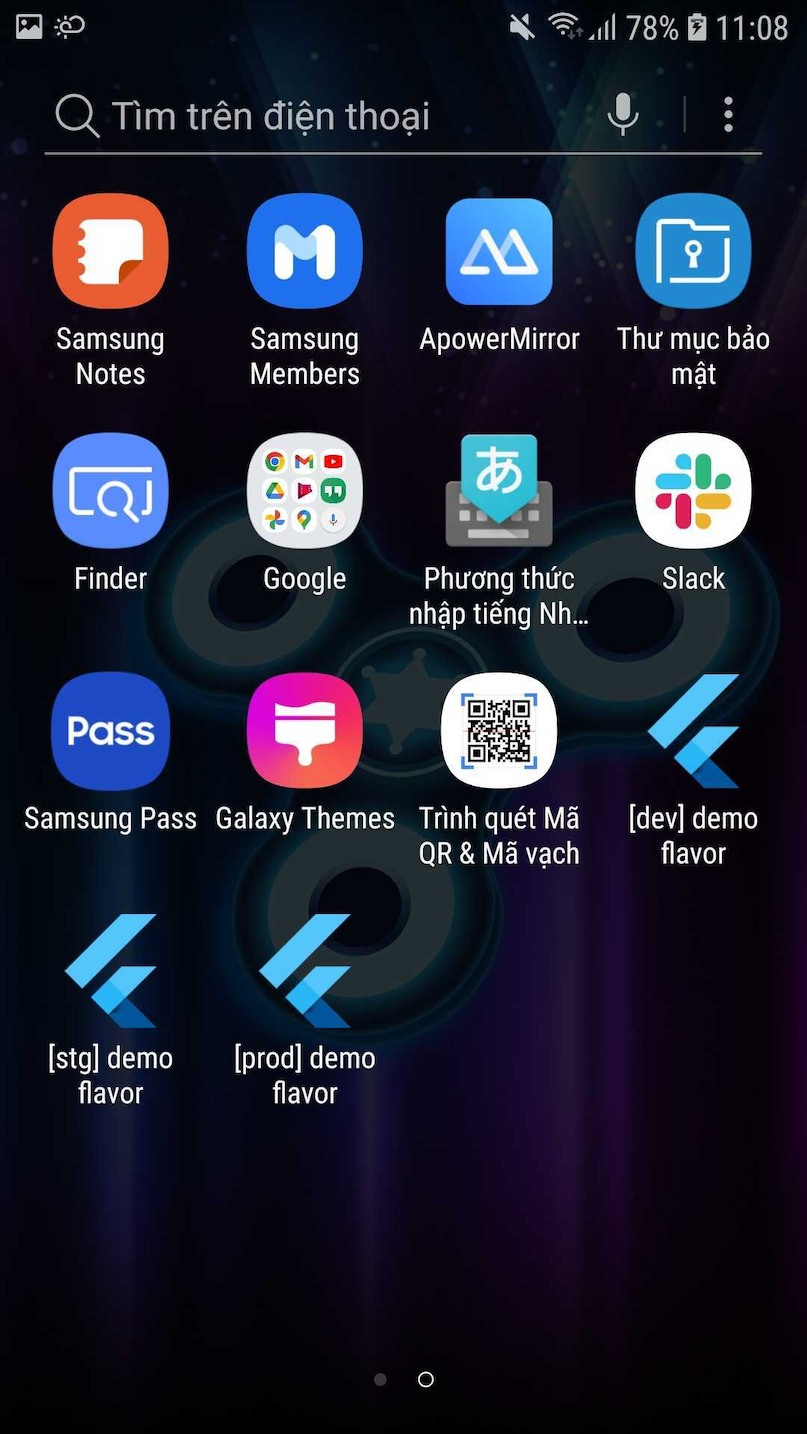 78% 11:08
Tìm trên điện thoại
Samsung
Notes
Samsung
Members
ApowerMirror
Thư mục bảo
mật
Finder
Google
あ
Phương thức
nhập tiếng Nh...
Slack
Pass
Samsung Pass
Galaxy Themes
Trình quét Mã
QR & Mã vạch
[dev] demo
flavor
[stg] demo
flavor
[prod] demo
flavor